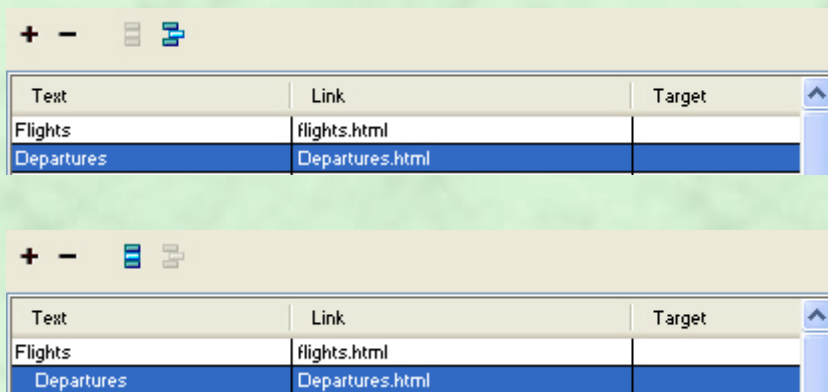 + −
Text Link Target
Flights flights.html
Departures Departures.html
+ −
Text Link Target
Flights flights.html
Departures Departures.html